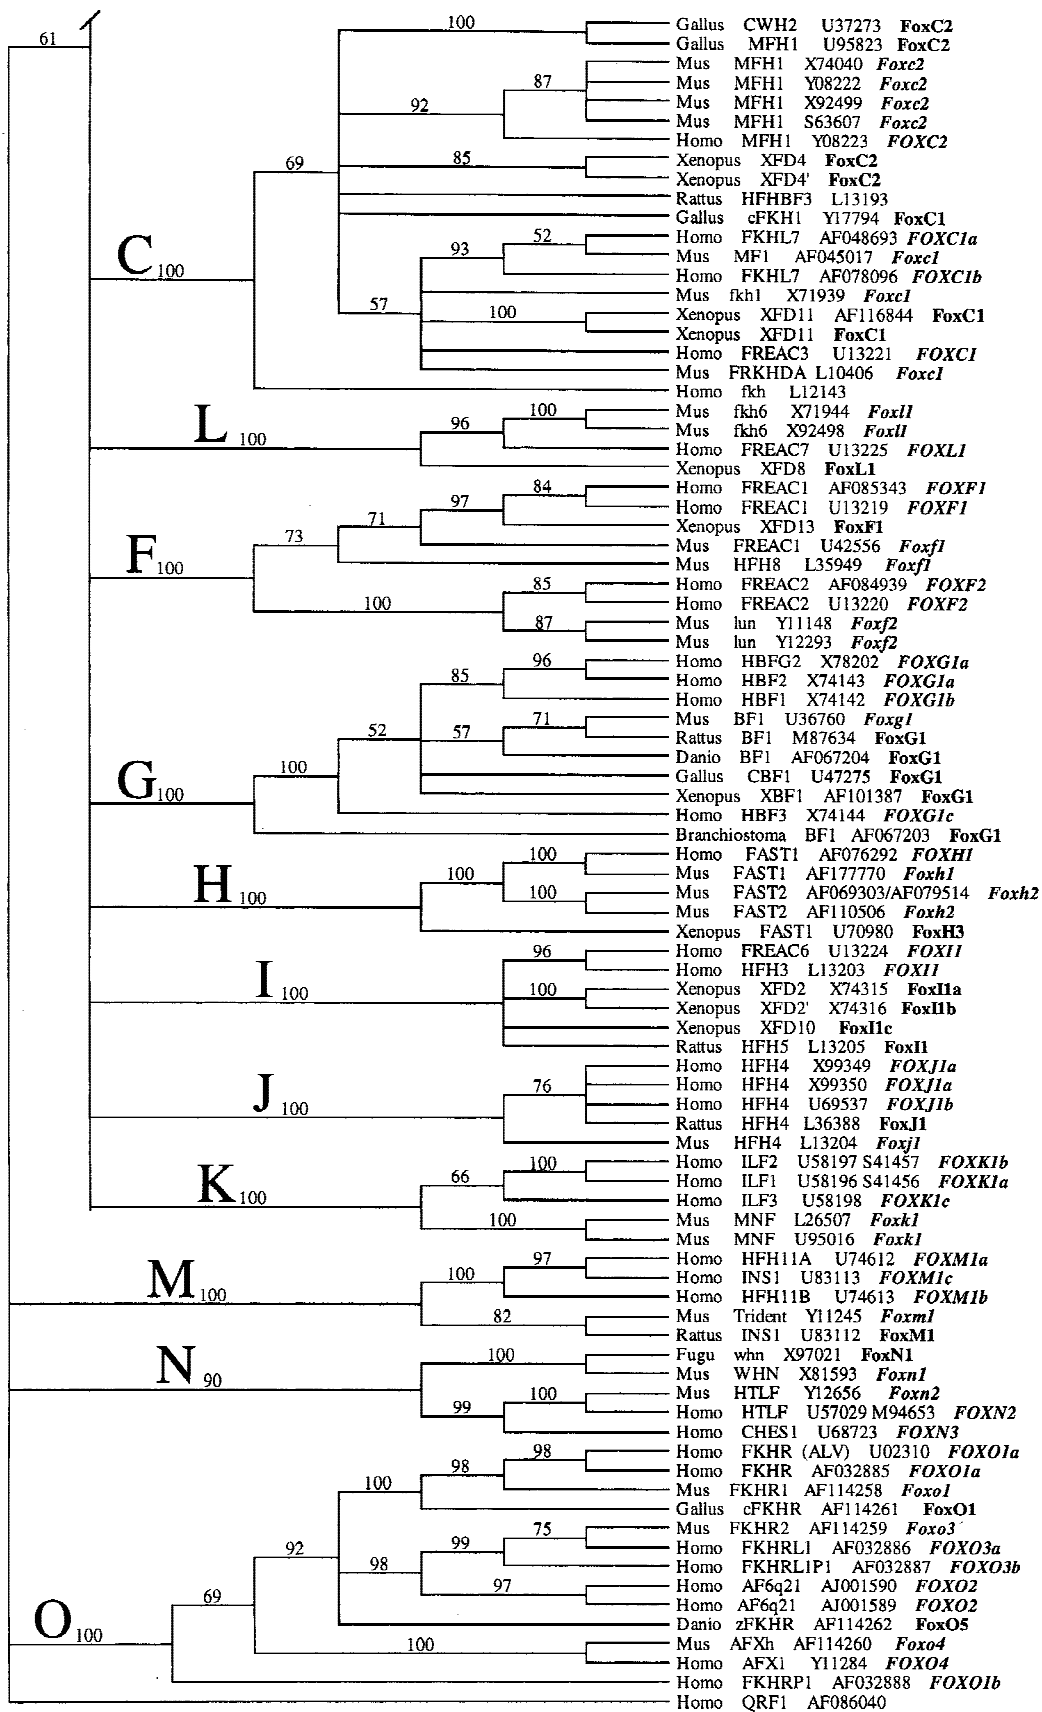 61
100
Gallus CWH2 U37273 FoxC2
Gallus MFH1 U95823 FoxC2
Mus MFH1 X74040 Foxc2
87
Mus MFH1 Y08222 Foxc2
92
Mus MFH1 X92499 Foxc2
Mus MFH1 S63607 Foxc2
Homo MFH1 Y08223 FOXC2
69
85
Xenopus XFD4 FoxC2
Xenopus XFD4' FoxC2
Rattus HFHBF3 L13193
Gallus cFKH1 Y17794 FoxC1
52
Homo FKHL7 AF048693 FOXC1a
C 100
93
Mus MF1 AF045017 Foxc1
Homo FKHL7 AF078096 FOXC1b
57
Mus fkh1 X71939 Foxc1
100
Xenopus XFD11 AF116844 FoxC1
Xenopus XFD11 FoxC1
Homo FREAC3 U13221 FOXC1
Mus FRKHDA L10406 Foxc1
Homo fkh L12143
L 100
96
100
Mus fkh6 X71944 Foxl1
Mus fkh6 X92498 Foxl1
Homo FREAC7 U13225 FOXL1
Xenopus XFD8 FoxL1
84
Homo FREAC1 AF085343 FOXF1
97
Homo FREAC1 U13219 FOXF1
71
Xenopus XFD13 FoxF1
73
Mus FREAC1 U42556 Foxf1
F 100
Mus HFH8 L35949 Foxf1
85
Homo FREAC2 AF084939 FOXF2
100
Homo FREAC2 U13220 FOXF2
87
Mus lun Y11148 Foxf2
Mus lun Y12293 Foxf2
96
Homo HBFG2 X78202 FOXG1a
85
Homo HBF2 X74143 FOXG1a
Homo HBF1 X74142 FOXG1b
71
Mus BF1 U36760 Foxg1
52
57
Rattus BF1 M87634 FoxG1
Danio BF1 AF067204 FoxG1
G 100
100
Gallus CBF1 U47275 FoxG1
Xenopus XBF1 AF101387 FoxG1
Homo HBF3 X74144 FOXG1c
Branchiostoma BF1 AF067203 FoxG1
100
Homo FAST1 AF076292 FOXH1
H 100
100
Mus FAST1 AF177770 Foxh1
100
Mus FAST2 AF069303/AF079514 Foxh2
Mus FAST2 AF110506 Foxh2
Xenopus FAST1 U70980 FoxH3
96
Homo FREAC6 U13224 FOXI1
Homo HFH3 L13203 FOXI1
I 100
100
Xenopus XFD2 X74315 FoxI1a
Xenopus XFD2' X74316 FoxI1b
Xenopus XFD10 FoxI1c
Rattus HFH5 L13205 FoxI1
Homo HFH4 X99349 FOXJ1a
76
Homo HFH4 X99350 FOXJ1a
J 100
Homo HFH4 U69537 FOXJ1b
Rattus HFH4 L36388 FoxJ1
Mus HFH4 L13204 Foxj1
100
Homo ILF2 U58197 S41457 FOXK1b
K 100
66
Homo ILF1 U58196 S41456 FOXK1a
Homo ILF3 U58198 FOXK1c
100
Mus MNF L26507 Foxk1
Mus MNF U95016 Foxk1
97
Homo HFH11A U74612 FOXM1a
M 100
100
Homo INS1 U83113 FOXM1c
Homo HFH11B U74613 FOXM1b
82
Mus Trident Y11245 Foxm1
Rattus INS1 U83112 FoxM1
100
Fugu whn X97021 FoxN1
N 90
Mus WHN X81593 Foxn1
100
Mus HTLF Y12656 Foxn2
99
Homo HTLF U57029 M94653 FOXN2
Homo CHES1 U68723 FOXN3
98
Homo FKHR (ALV) U02310 FOXO1a
98
Homo FKHR AF032885 FOXO1a
100
Mus FKHR1 AF114258 Foxo1
Gallus cFKHR AF114261 FoxO1
75
Mus FKHR2 AF114259 Foxo3
92
99
Homo FKHRL1 AF032886 FOXO3a
98
Homo FKHRL1P1 AF032887 FOXO3b
69
97
Homo AF6q21 AJ001590 FOXO2
Homo AF6q21 AJ001589 FOXO2
O 100
Danio zFKHR AF114262 FoxO5
100
Mus AFXh AF114260 Foxo4
Homo AFX1 Y11284 FOXO4
Homo FKHRP1 AF032888 FOXO1b
Homo QRF1 AF086040